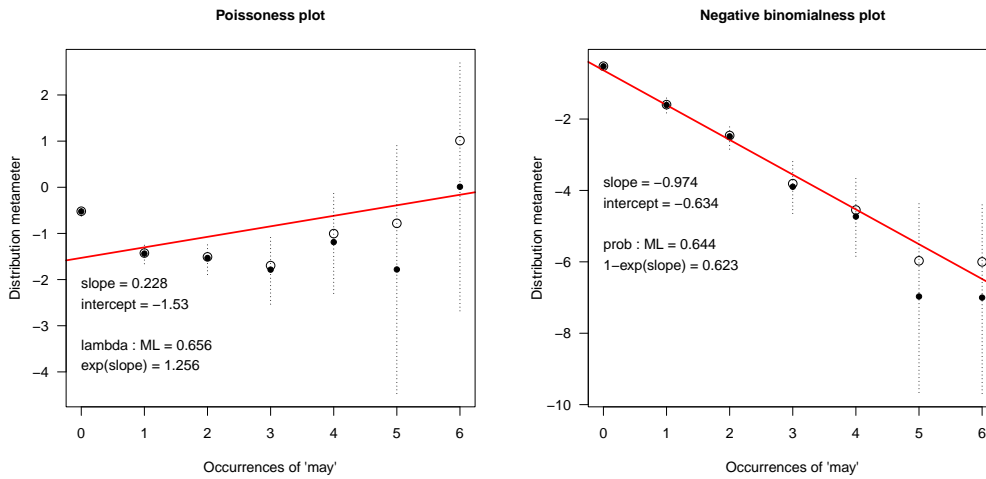 Poissoness plot
Distribution metameter
2
1
0
−1
−2
−3
−4
slope = 0.228
intercept = −1.53
lambda : ML = 0.656
exp(slope) = 1.256
0 1 2 3 4 5 6
Occurrences of 'may'
Negative binomialness plot
Distribution metameter
−2
−4
−6
−8
−10
slope = −0.974
intercept = −0.634
prob : ML = 0.644
1−exp(slope) = 0.623
0 1 2 3 4 5 6
Occurrences of 'may'